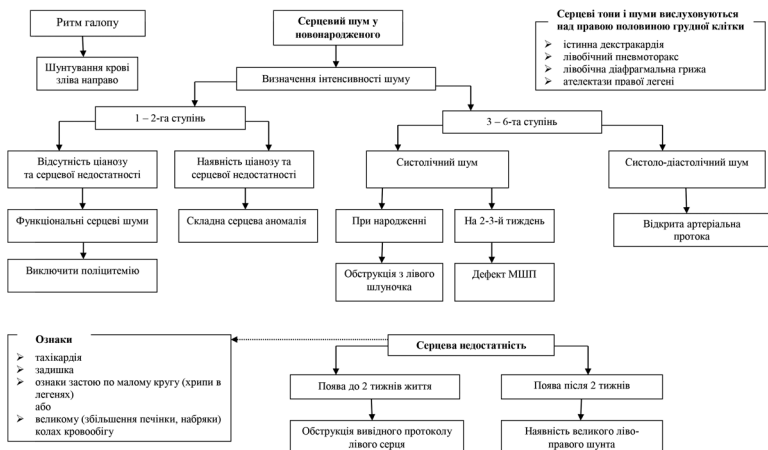 Ритм галопу
Шунтування крові
зліва направо
Серцевий шум у
новонародженого
Визначення інтенсивності шуму
Серцеві тони і шуми вислуховуються
над правою половиною грудної клітки
➢ істинна декстракардія
➢ лівобічний пневмоторакс
➢ лівобічна діафрагмальна грижа
➢ ателектази правої легені
1 – 2-га ступінь
3 – 6-та ступінь
Відсутність ціанозу
та серцевої недостатності
Наявність ціанозу та
серцевої недостатності
Систолічний шум
Систоло-діастолічний шум
Функціональні серцеві шуми
Складна серцева аномалія
При народженні
На 2-3-й тиждень
Відкрита артеріальна
протока
Виключити поліцитемію
Обструкція з лівого
шлуночка
Дефект МШП
Ознаки
➢ тахікардія
➢ задишка
➢ ознаки застою по малому кругу (хрипи в
легенях)
або
➢ великому (збільшення печінки, набряки)
колах кровообігу
Серцева недостатність
Поява до 2 тижнів життя
Поява після 2 тижнів
Обструкція вивідного протоколу
лівого серця
Наявність великого ліво-
правого шунта